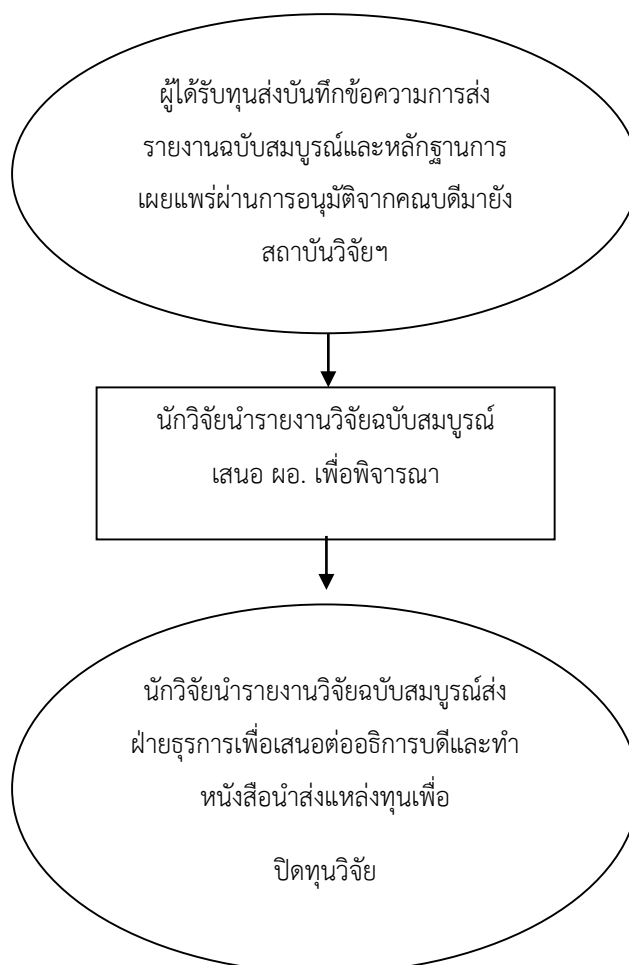 ผู้ได้รับทุนส่งบันทึกข้อความการส่ง
รายงานฉบับสมบูรณ์และหลักฐานการ
เผยแพร่ผ่านการอนุมัติจากคณบดีมายัง
สถาบันวิจัยฯ
นักวิจัยนำรายงานวิจัยฉบับสมบูรณ์
เสนอ ผอ. เพื่อพิจารณา
นักวิจัยนำรายงานวิจัยฉบับสมบูรณ์ส่ง
ฝ่ายธุรการเพื่อเสนอต่ออธิการบดีและทำ
หนังสือนำส่งแหล่งทุนเพื่อ
ปิดทุนวิจัย